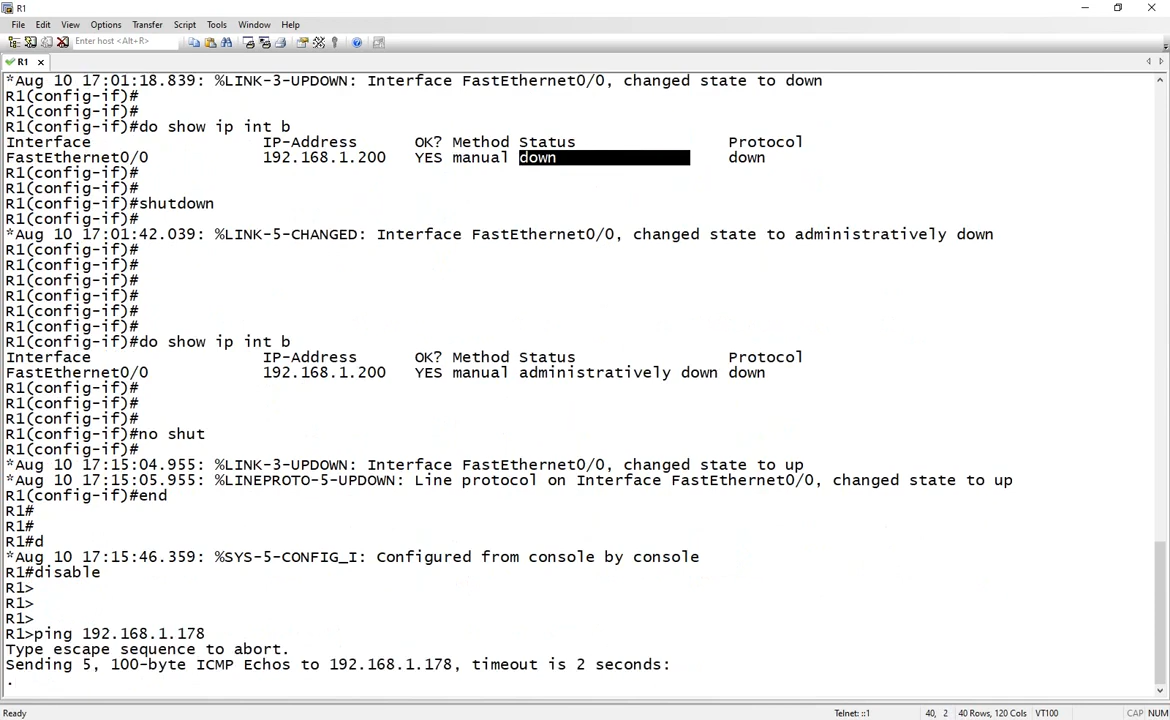 R1
File Edit View Options Transfer Script Tools Window Help
Enter host <Alt+R>
R1
*Aug 10 17:01:18.839: %LINK-3-UPDOWN: Interface FastEthernet0/0, changed state to down
R1(config-if)#
R1(config-if)#
R1(config-if)#do show ip int b
Interface IP-Address OK? Method Status Protocol
FastEthernet0/0 192.168.1.200 YES manual down down
R1(config-if)#
R1(config-if)#
R1(config-if)#shutdown
R1(config-if)#
*Aug 10 17:01:42.039: %LINK-5-CHANGED: Interface FastEthernet0/0, changed state to administratively down
R1(config-if)#
R1(config-if)#
R1(config-if)#
R1(config-if)#
R1(config-if)#
R1(config-if)#
R1(config-if)#do show ip int b
Interface IP-Address OK? Method Status Protocol
FastEthernet0/0 192.168.1.200 YES manual administratively down down
R1(config-if)#
R1(config-if)#
R1(config-if)#
R1(config-if)#no shut
R1(config-if)#
*Aug 10 17:15:04.955: %LINK-3-UPDOWN: Interface FastEthernet0/0, changed state to up
*Aug 10 17:15:05.955: %LINEPROTO-5-UPDOWN: Line protocol on Interface FastEthernet0/0, changed state to up
R1(config-if)#end
R1#
R1#
R1#d
*Aug 10 17:15:46.359: %SYS-5-CONFIG_I: Configured from console by console
R1#disable
R1>
R1>
R1>
R1>ping 192.168.1.178
Type escape sequence to abort.
Sending 5, 100-byte ICMP Echos to 192.168.1.178, timeout is 2 seconds:
.
Ready Telnet: ::1 40, 2 40 Rows, 120 Cols VT100 CAP NUM